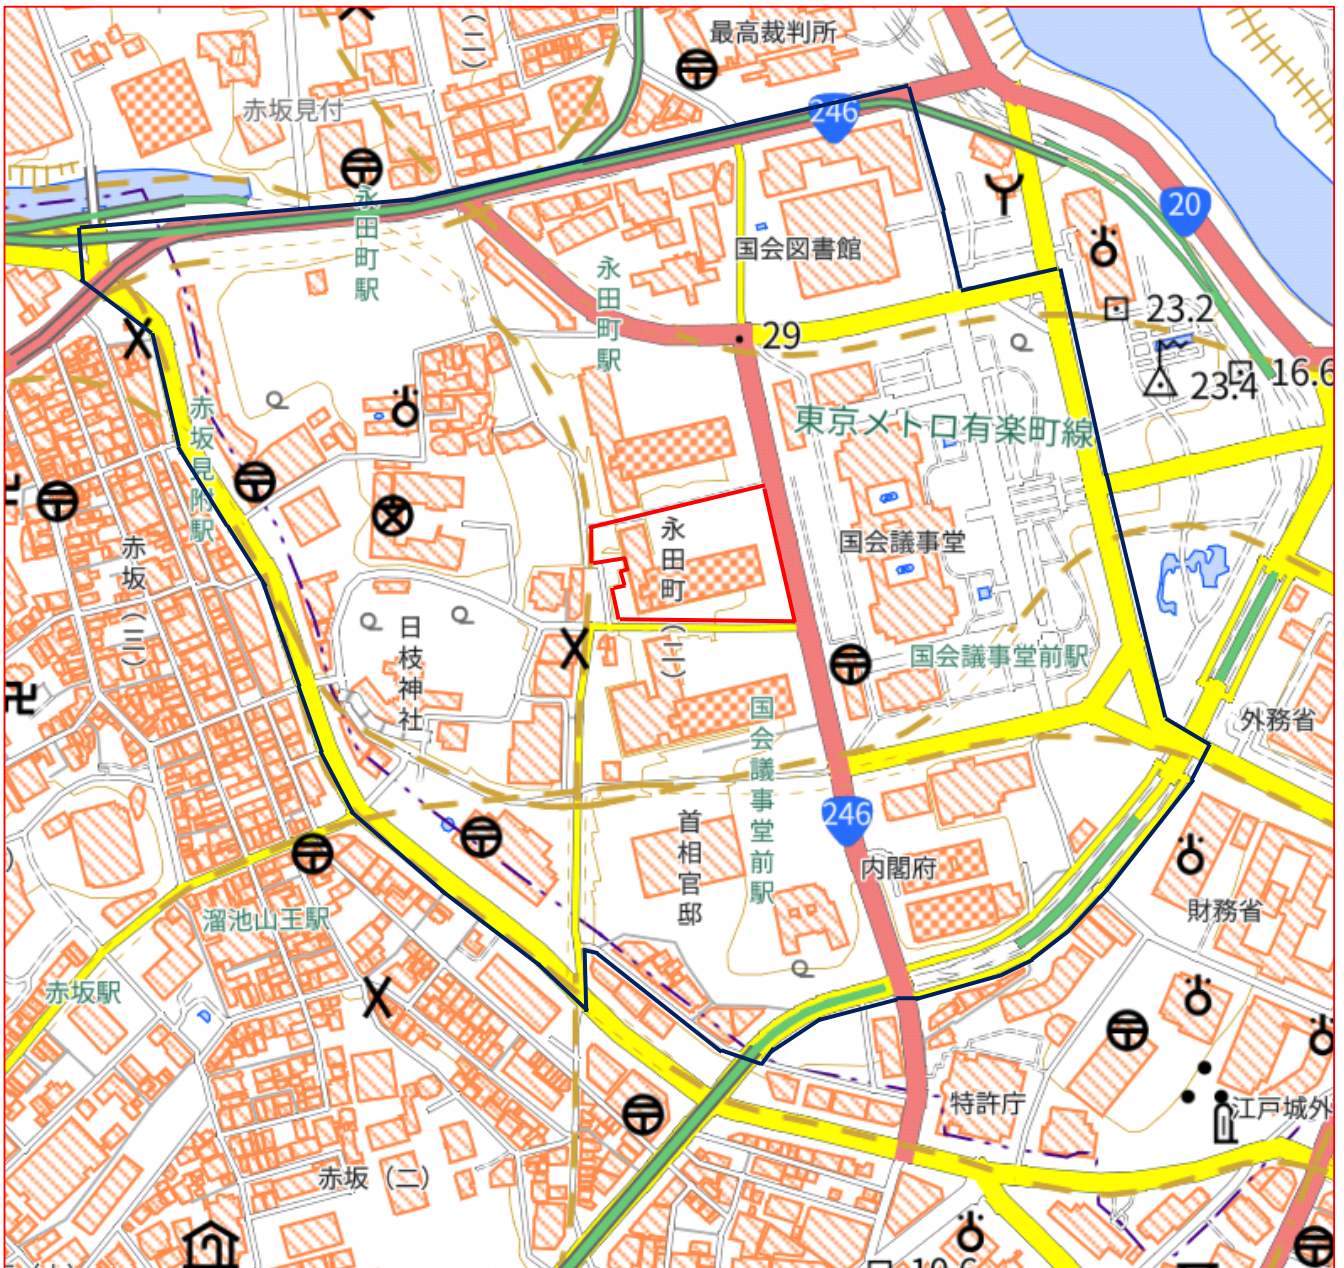 (二)
最高裁判所
赤坂見付
246
永田町駅
20
国会図書館
永田町駅
23.2
29
16.6
23.4
赤坂見附駅
東京メトロ有楽町線
永田町
国会議事堂
赤坂(三)
日枝神社
(二)
国会議事堂前駅
外務省
国会議事堂前駅
首相官邸
246
内閣府
財務省
溜池山王駅
赤坂駅
特許庁
江戸城外
赤坂(二)